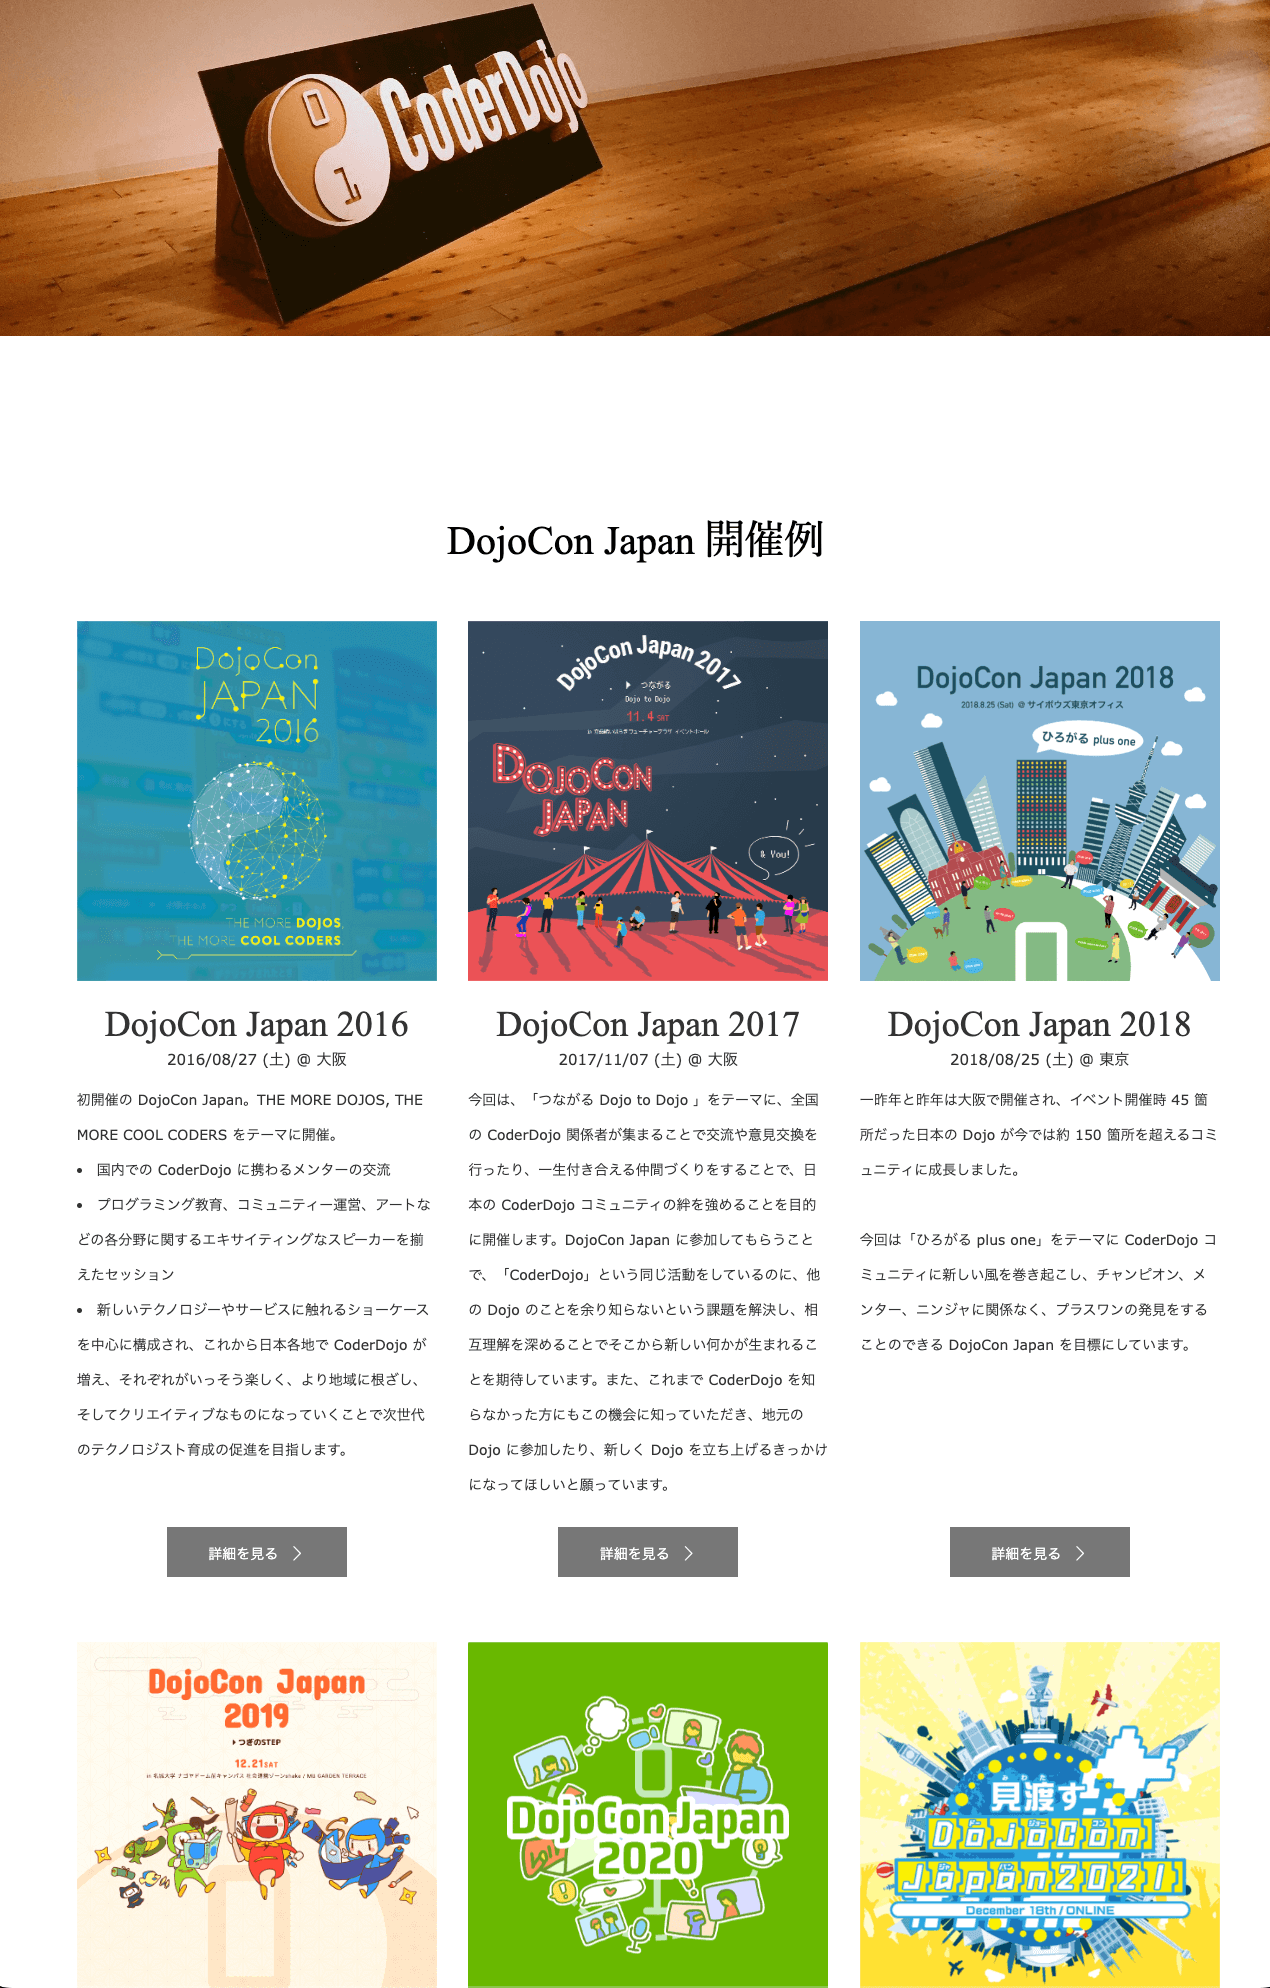 CoderDojo
0
1
DojoCon Japan 開催例
DojoCon
JAPAN
2016
THE MORE DOJOS,
THE MORE COOL CODERS
DojoCon Japan 2017
つながる
Dojo to Dojo
11.4 SAT
DOJOCON
JAPAN
& You!
DojoCon Japan 2018
2018.8.25 (Sat) @ サイボウズ東京オフィス
ひろがる plus one
DojoCon Japan 2016
2016/08/27 (土) @ 大阪
初開催の DojoCon Japan。THE MORE DOJOS, THE
MORE COOL CODERS をテーマに開催。
• 国内での CoderDojo に携わるメンターの交流
• プログラミング教育、コミュニティー運営、アートな
どの各分野に関するエキサイティングなスピーカーを揃
えたセッション
• 新しいテクノロジーやサービスに触れるショーケース
を中心に構成され、これから日本各地で CoderDojo が
増え、それぞれがいっそう楽しく、より地域に根ざし、
そしてクリエイティブなものになっていくことで次世代
のテクノロジスト育成の促進を目指します。
詳細を見る
DojoCon Japan 2017
2017/11/07 (土) @ 大阪
今回は、「つながる Dojo to Dojo 」をテーマに、全国
の CoderDojo 関係者が集まることで交流や意見交換を
行ったり、一生付き合える仲間づくりをすることで、日
本の CoderDojo コミュニティの絆を強めることを目的
に開催します。DojoCon Japan に参加してもらうこと
で、「CoderDojo」という同じ活動をしているのに、他
の Dojo のことを余り知らないという課題を解決し、相
互理解を深めることでそこから新しい何かが生まれるこ
とを期待しています。また、これまで CoderDojo を知
らなかった方にもこの機会に知っていただき、地元の
Dojo に参加したり、新しく Dojo を立ち上げるきっかけ
になってほしいと願っています。
詳細を見る
DojoCon Japan 2018
2018/08/25 (土) @ 東京
一昨年と昨年は大阪で開催され、イベント開催時 45 箇
所だった日本の Dojo が今では約 150 箇所を超えるコミ
ュニティに成長しました。
今回は「ひろがる plus one」をテーマに CoderDojo コ
ミュニティに新しい風を巻き起こし、チャンピオン、メ
ンター、ニンジャに関係なく、プラスワンの発見をする
ことのできる DojoCon Japan を目標にしています。
詳細を見る
DojoCon Japan
2019
つぎのSTEP
12.21 SAT
DojoCon Japan
2020
見渡す
DoJoCon
Japan2021
December 18th / ONLINE